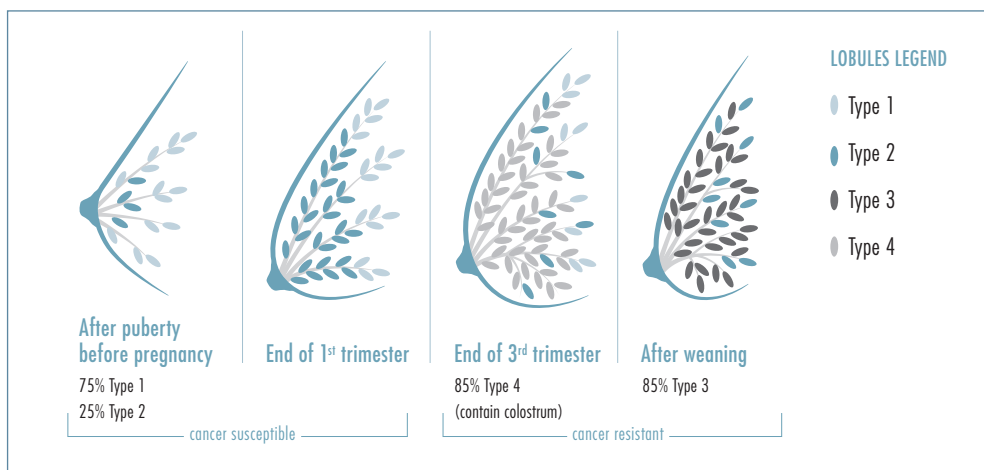 LOBULES LEGEND
Type 1
Type 2
Type 3
Type 4
After puberty
before pregnancy
75% Type 1
25% Type 2
End of 1st trimester
End of 3rd trimester
85% Type 4
(contain colostrum)
After weaning
85% Type 3
cancer susceptible
cancer resistant